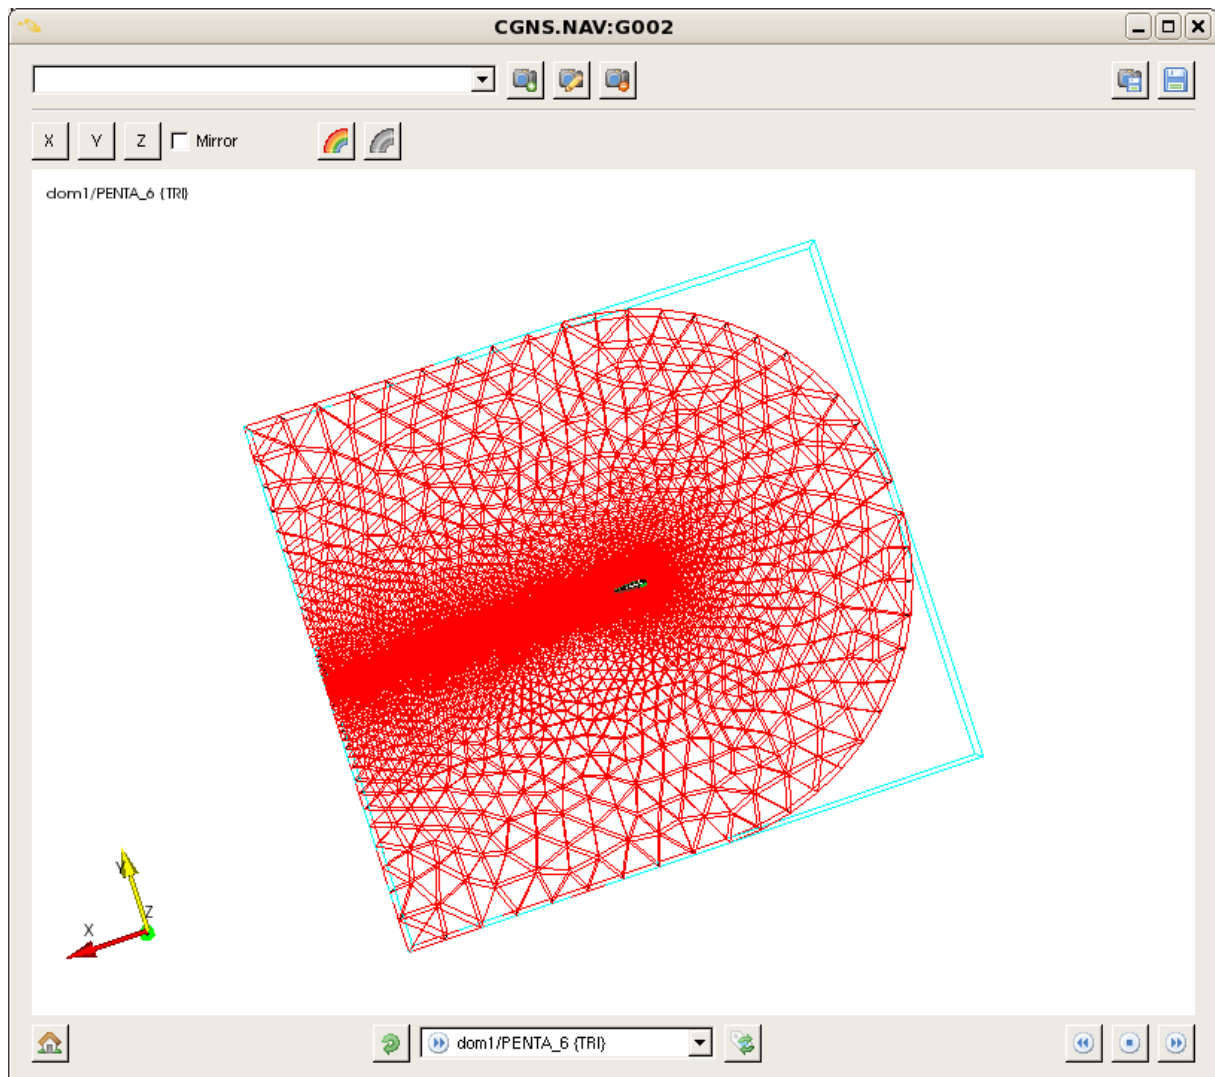 CGNS.NAV:G002
X Y Z Mirror
dom1/PENTA_6 {TRI}
Y
Z
X
dom1/PENTA_6 {TRI}